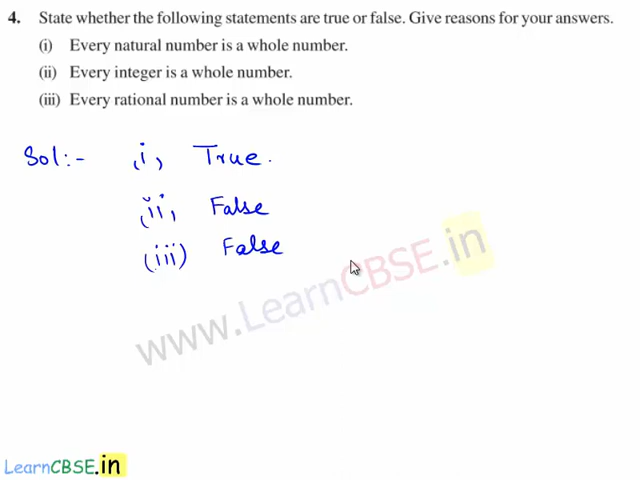 4. State whether the following statements are true or false. Give reasons for your answers.
(i) Every natural number is a whole number.
(ii) Every integer is a whole number.
(iii) Every rational number is a whole number.
Sol:- (i) True.
(ii) False
(iii) False
www.LearnCBSE.in
LearnCBSE.in